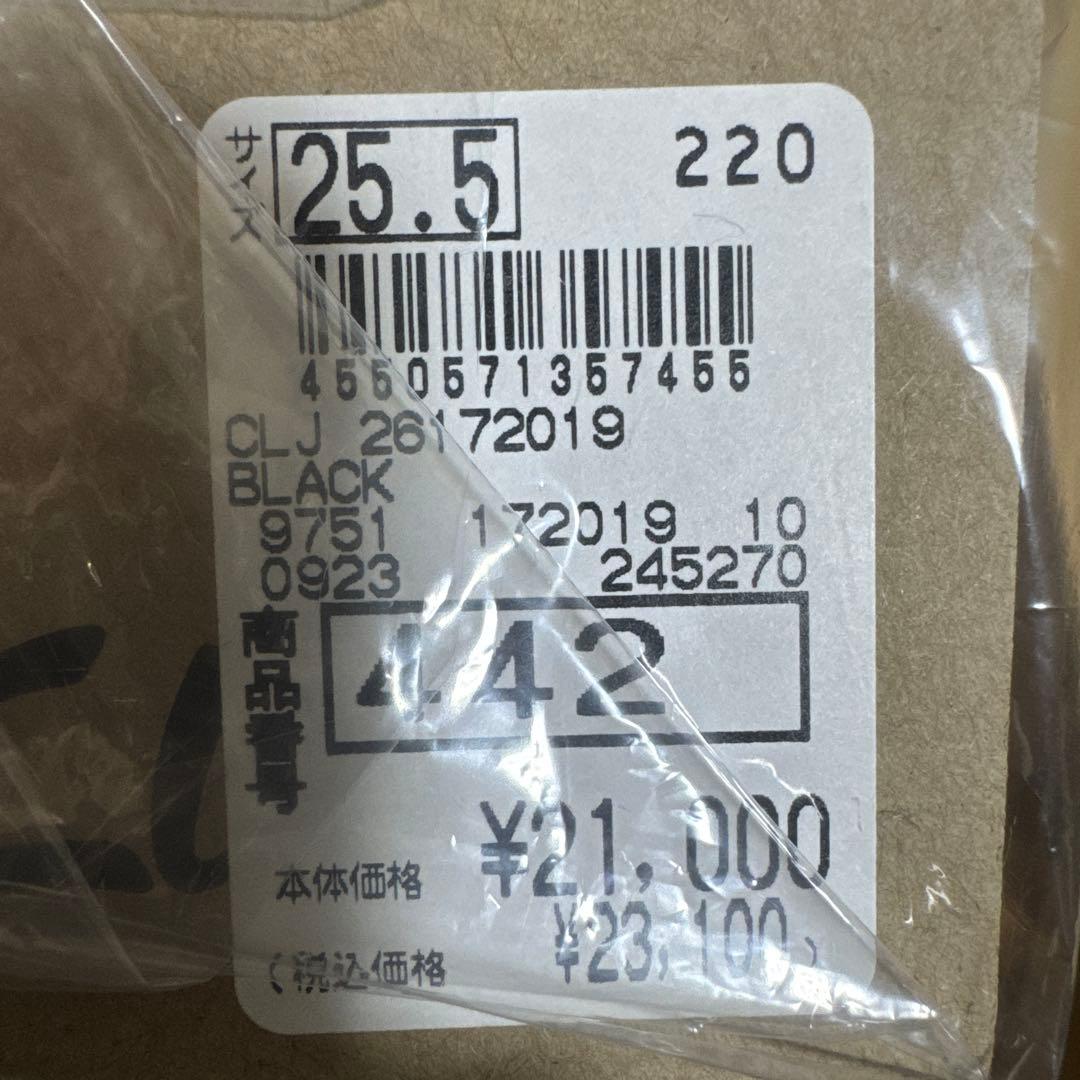 サイズ 25.5 220
4550571357455
CLJ 26172019
BLACK
9751 172019 10
0923 245270
商品番号 442
本体価格 ¥21,000
(税込価格 ¥23,100)